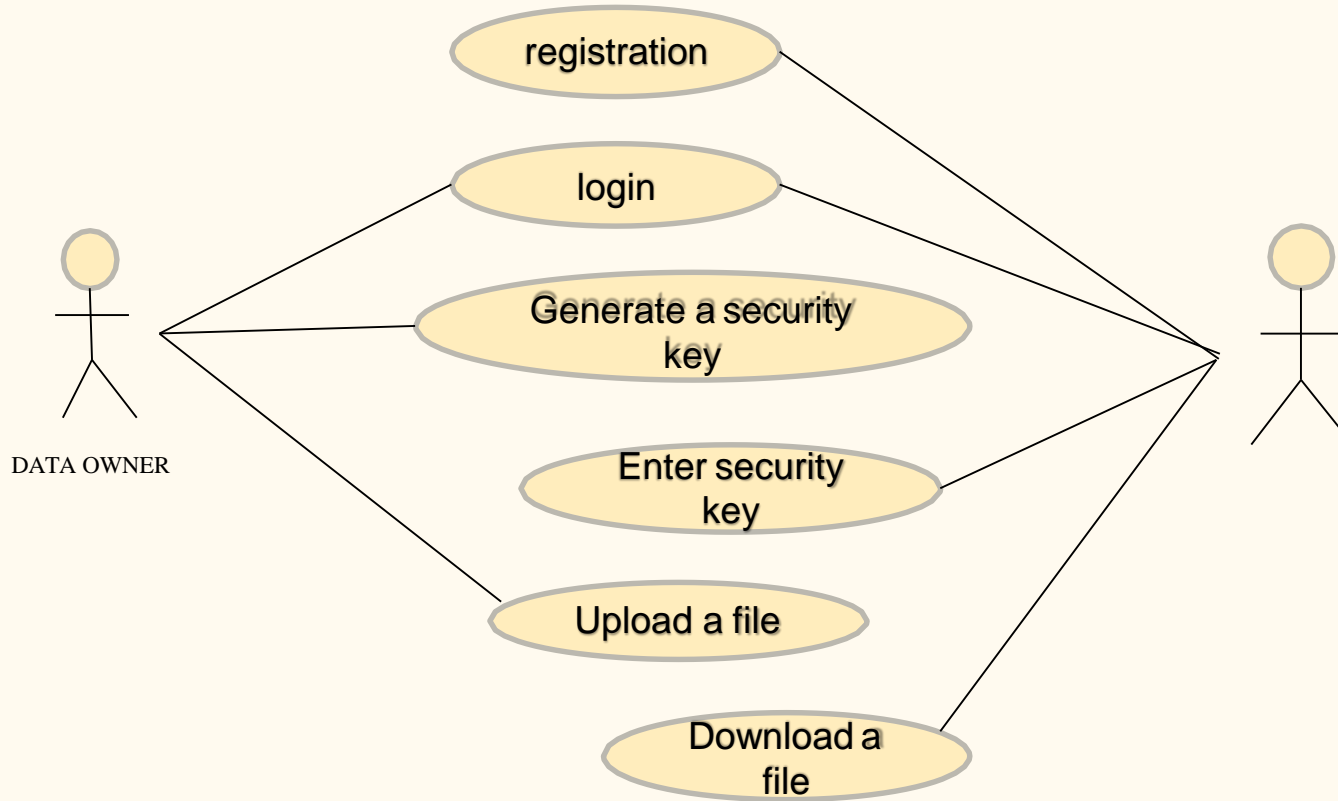 registration
login
Generate a security
key
DATA OWNER
Enter security
key
Upload a file
Download a
file